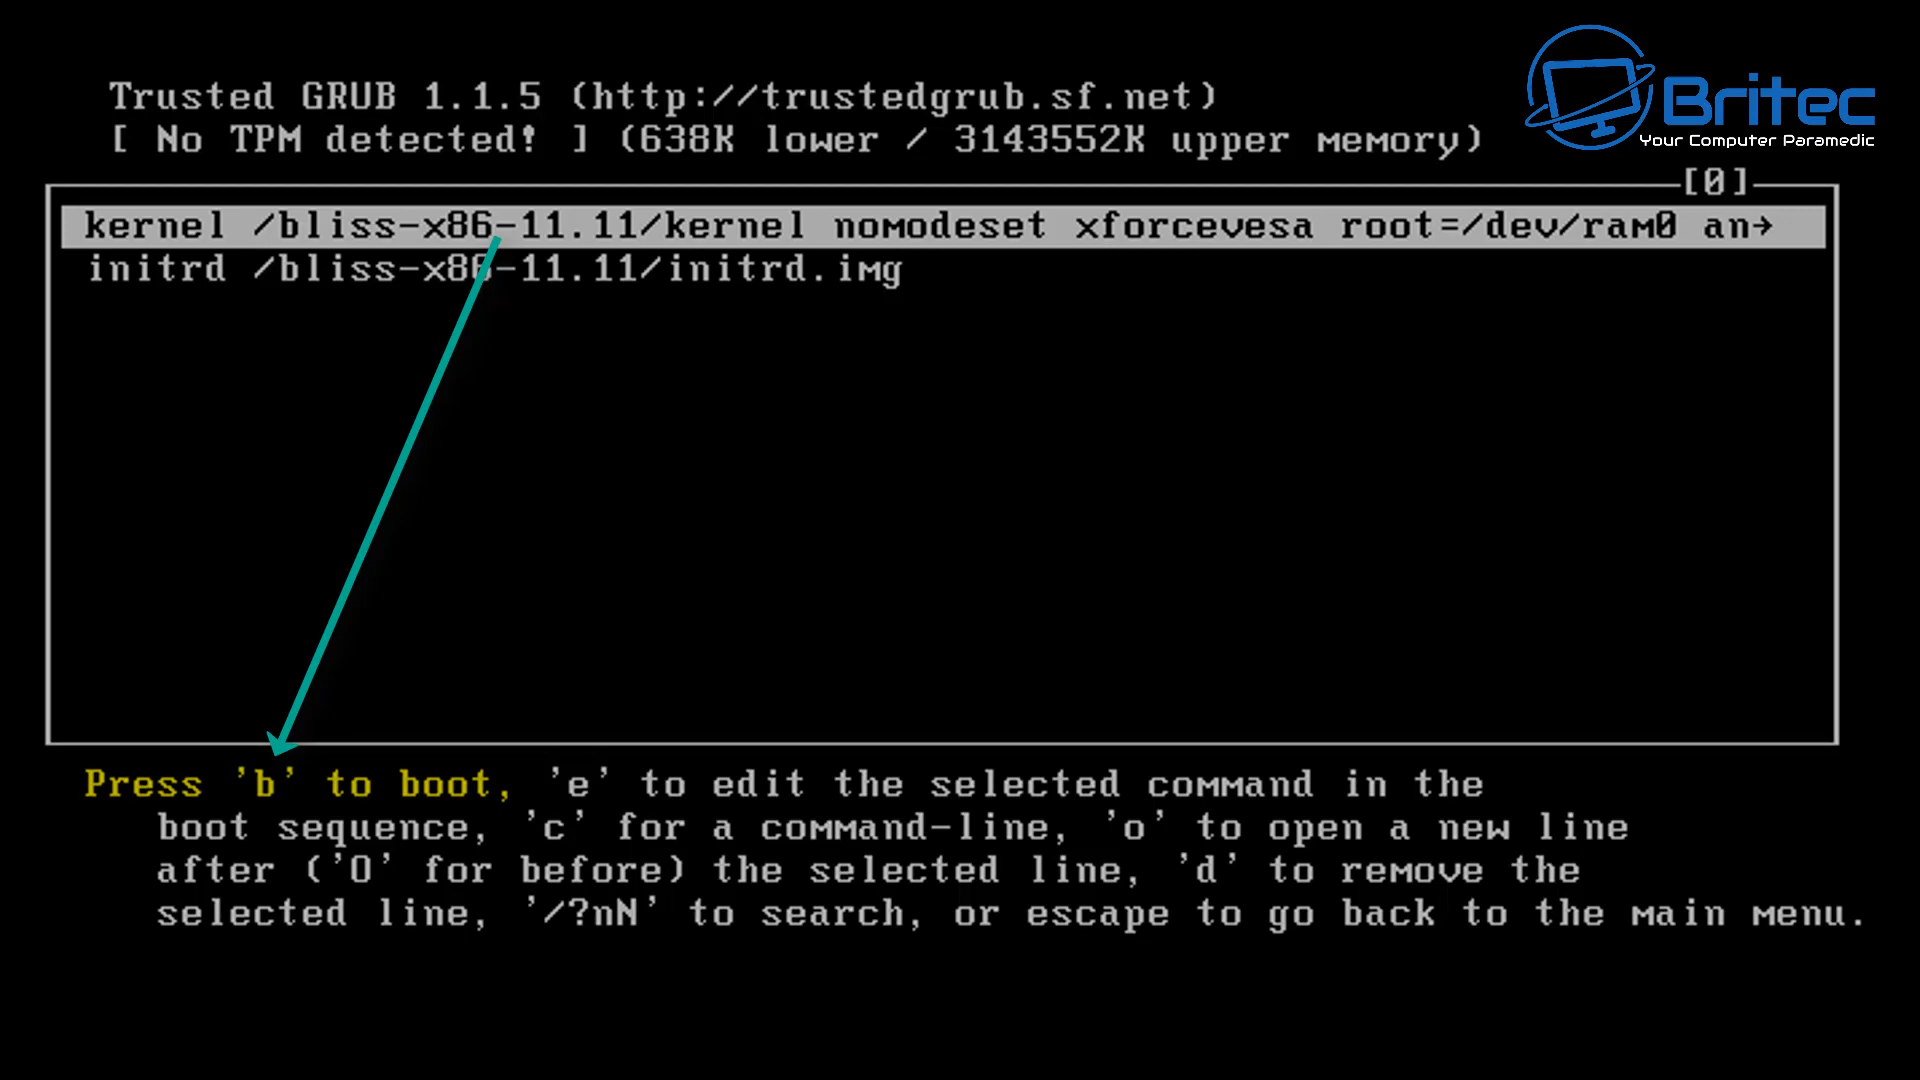 Britec
Your Computer Paramedic
Trusted GRUB 1.1.5 (http://trustedgrub.sf.net)
[ No TPM detected! ] (638K lower / 3143552K upper memory)
[0]
kernel /bliss-x86-11.11/kernel nomodeset xforcevesa root=/dev/ram0 an→
initrd /bliss-x86-11.11/initrd.img
Press 'b' to boot, 'e' to edit the selected command in the
boot sequence, 'c' for a command-line, 'o' to open a new line
after ('O' for before) the selected line, 'd' to remove the
selected line, '/?nN' to search, or escape to go back to the main menu.